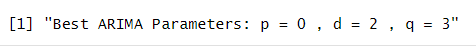 [1] "Best ARIMA Parameters: p = 0 , d = 2 , q = 3"